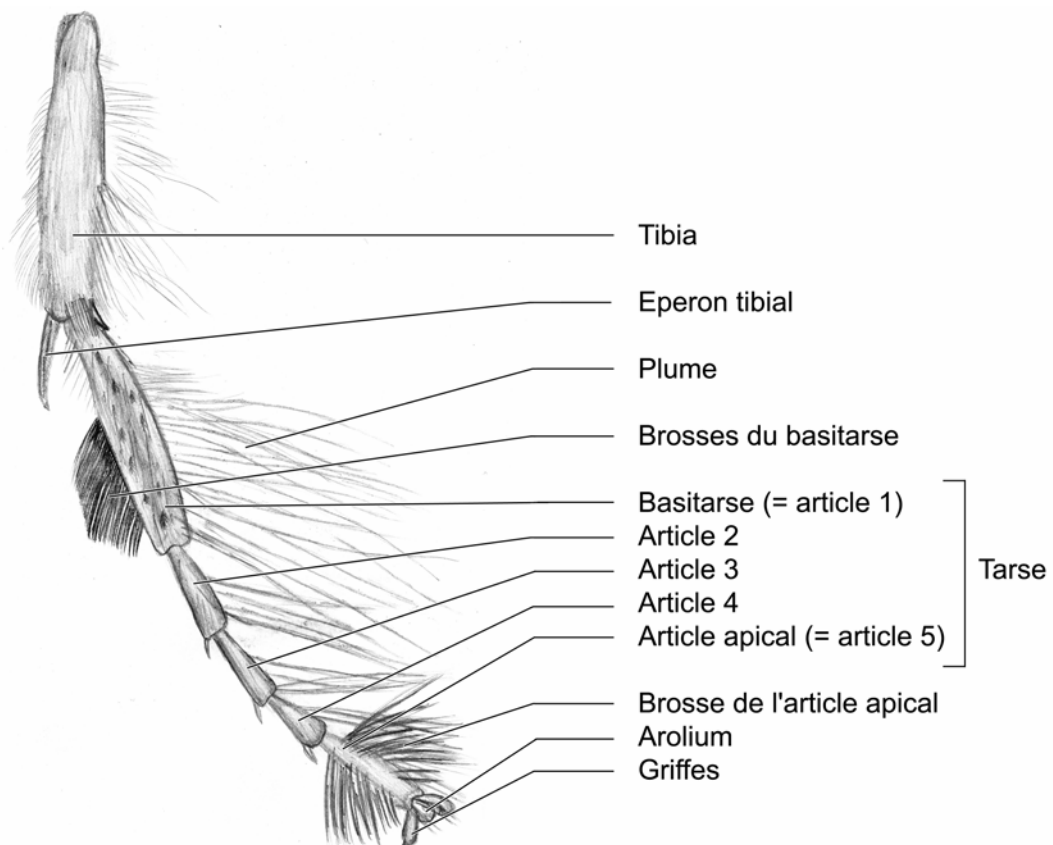 Tibia
Eperon tibial
Plume
Brosses du basitarse
Basitarse (= article 1)
Article 2
Article 3
Article 4
Article apical (= article 5)
Tarse
Brosse de l'article apical
Arolium
Griffes